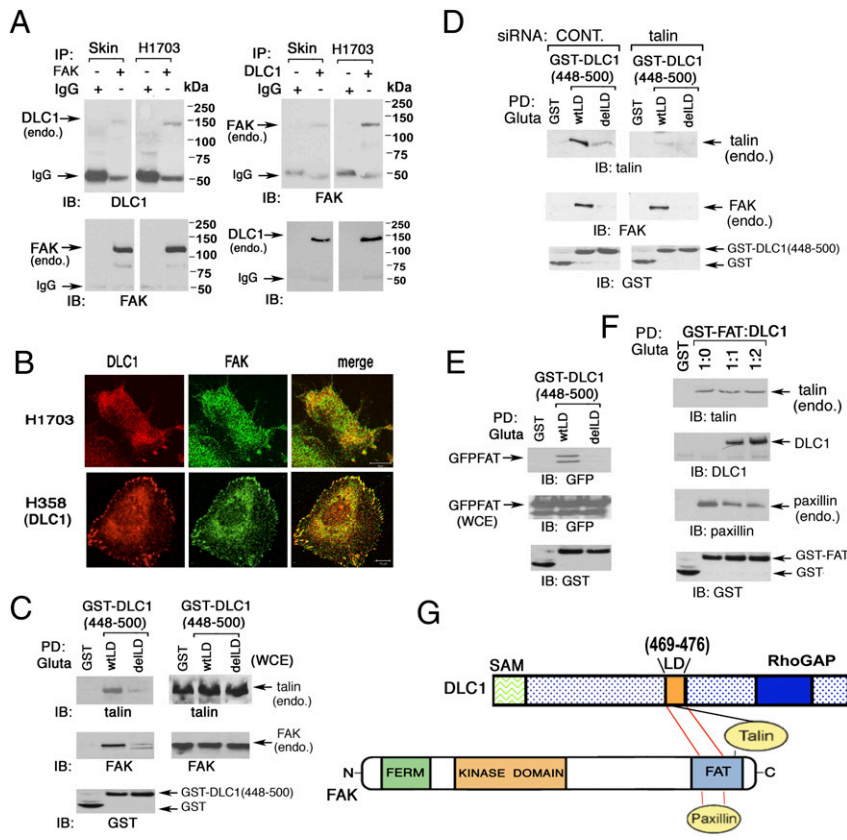 A
IP: Skin H1703
FAK - + - +
IgG + - + - kDa
DLC1 (endo.)
IgG
250
150
100
75
50
IB: DLC1
FAK (endo.)
IgG
250
150
100
75
50
IB: FAK
IP: Skin H1703
DLC1 - + - +
IgG + - + - kDa
FAK (endo.)
IgG
250
150
100
75
50
IB: FAK
DLC1 (endo.)
IgG
250
150
100
75
50
IB:
B
DLC1 FAK merge
H1703
H358 (DLC1)
C
GST-DLC1 (448-500) GST-DLC1 (448-500)
PD: Gluta GST wtLD delLD GST wtLD delLD (WCE)
talin (endo.)
IB: talin talin
FAK (endo.)
IB: FAK FAK
GST-DLC1(448-500)
GST
IB: GST
D
siRNA: CONT. talin
GST-DLC1 (448-500) GST-DLC1 (448-500)
PD: Gluta GST wtLD delLD GST wtLD delLD
talin (endo.)
IB: talin
FAK (endo.)
IB: FAK
GST-DLC1(448-500)
GST
IB: GST
E
GST-DLC1 (448-500)
PD: Gluta GST wtLD delLD
GFPFAT
IB: GFP
GFPFAT (WCE)
IB: GFP
IB: GST
F
PD: GST-FAT:DLC1
Gluta GST 1:0 1:1 1:2
talin (endo.)
IB: talin
DLC1
IB: DLC1
paxillin (endo.)
IB: paxillin
GST-FAT
GST
IB: GST
G
(469-476)
SAM LD RhoGAP
DLC1
Talin
N- FERM KINASE DOMAIN FAT -C
FAK
Paxillin